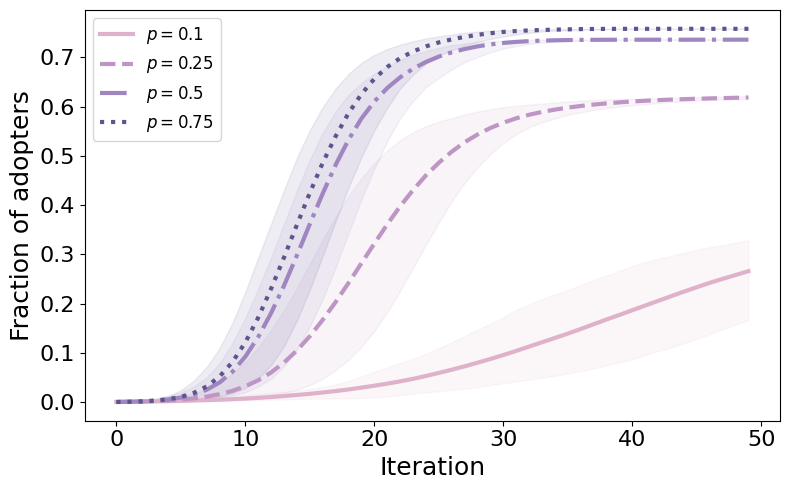 p = 0.1
p = 0.25
p = 0.5
p = 0.75
Fraction of adopters
0.7
0.6
0.5
0.4
0.3
0.2
0.1
0.0
0 10 20 30 40 50
Iteration